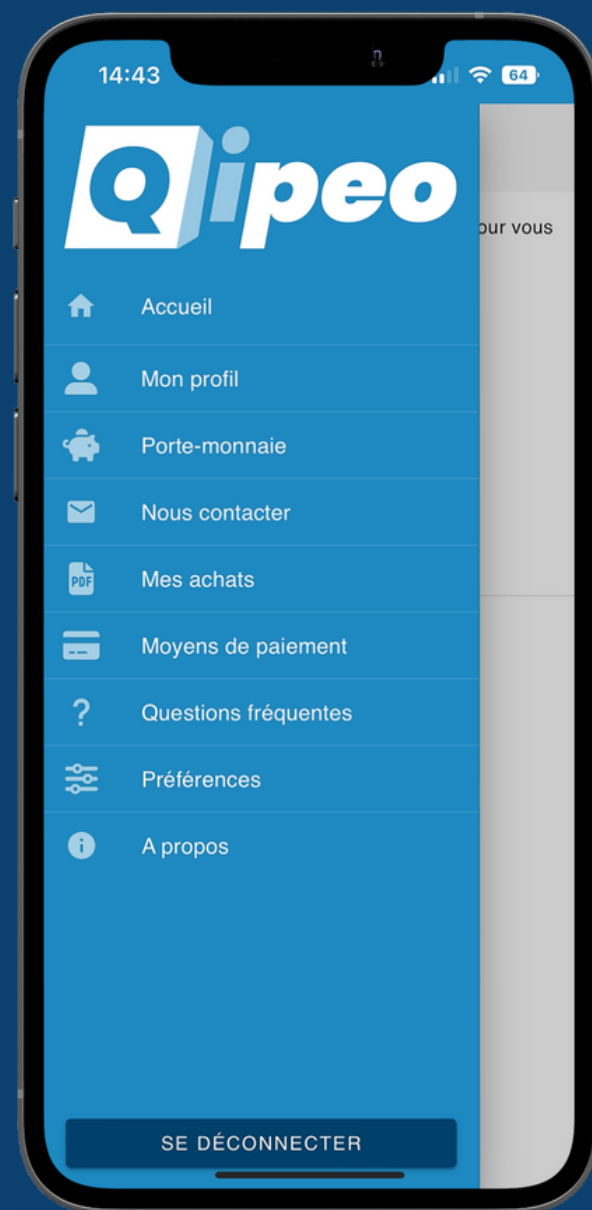 14:43
64
Qipeo
our vous
Accueil
Mon profil
Porte-monnaie
Nous contacter
PDF
Mes achats
Moyens de paiement
?
Questions fréquentes
Préférences
i
A propos
SE DÉCONNECTER